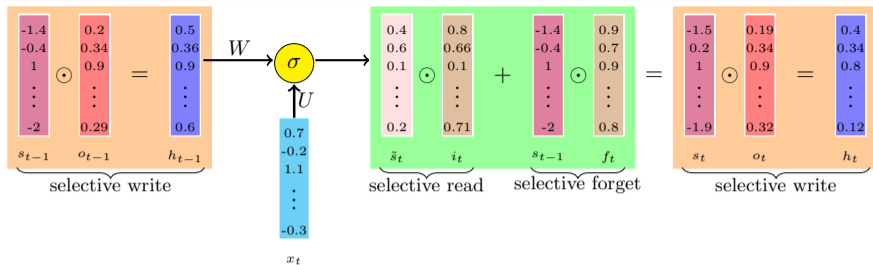 -1.4 0.2 0.5
-0.4 0.34 0.36
1 ⊙ 0.9 = 0.9
⋮ ⋮ ⋮
-2 0.29 0.6
s_{t−1} o_{t−1} h_{t−1}
selective write
W
σ
U
0.7
-0.2
1.1
⋮
-0.3
x_t
0.4 0.8 -1.4 0.9
0.6 0.66 -0.4 0.7
0.1 ⊙ 0.1 + 1 ⊙ 0.9 =
⋮ ⋮ ⋮ ⋮
0.2 0.71 -2 0.8
s̃_t i_t s_{t−1} f_t
selective read selective forget
-1.5 0.19 0.4
0.2 0.34 0.34
1 ⊙ 0.9 = 0.8
⋮ ⋮ ⋮
-1.9 0.32 0.12
s_t o_t h_t
selective write